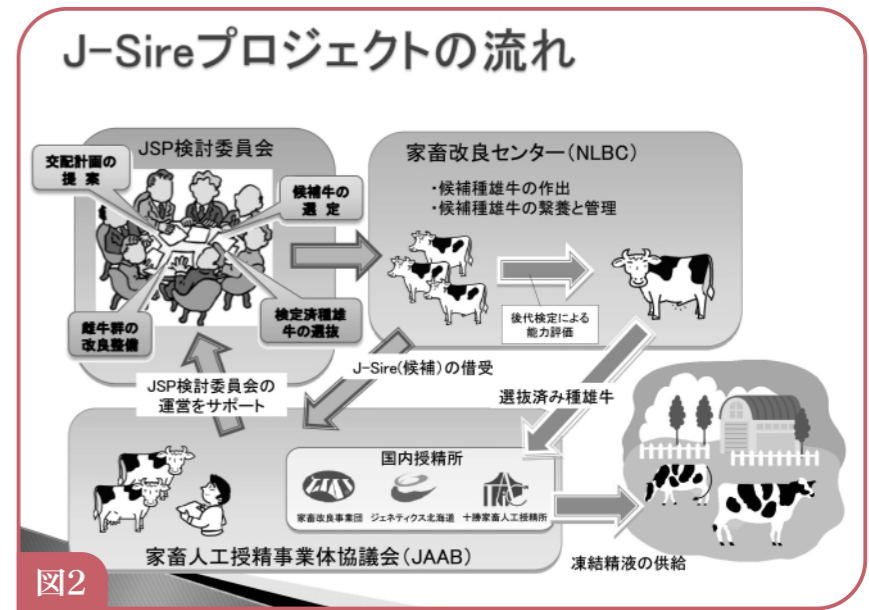 J-Sireプロジェクトの流れ
JSP検討委員会
交配計画の
提 案
候補牛の
選 定
雌牛群の
改良整備
検定済種雄
牛の選抜
家畜改良センター(NLBC)
・候補種雄牛の作出
・候補種雄牛の繋養と管理
後代検定による
能力評価
J-Sire(候補)の借受
選抜済み種雄牛
JSP検討委員会の
運営をサポート
国内授精所
家畜改良事業団
ジェネティクス北海道
十勝家畜人工授精所
家畜人工授精事業体協議会(JAAB)
凍結精液の供給
図2